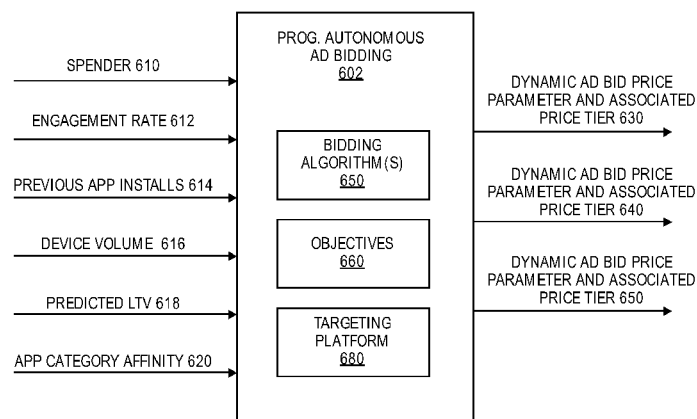 SPENDER 610
ENGAGEMENT RATE 612
PREVIOUS APP INSTALLS 614
DEVICE VOLUME 616
PREDICTED LTV 618
APP CATEGORY AFFINITY 620
PROG. AUTONOMOUS
AD BIDDING
602
BIDDING
ALGORITHM(S)
650
OBJECTIVES
660
TARGETING
PLATFORM
680
DYNAMIC AD BID PRICE
PARAMETER AND ASSOCIATED
PRICE TIER 630
DYNAMIC AD BID PRICE
PARAMETER AND ASSOCIATED
PRICE TIER 640
DYNAMIC AD BID PRICE
PARAMETER AND ASSOCIATED
PRICE TIER 650